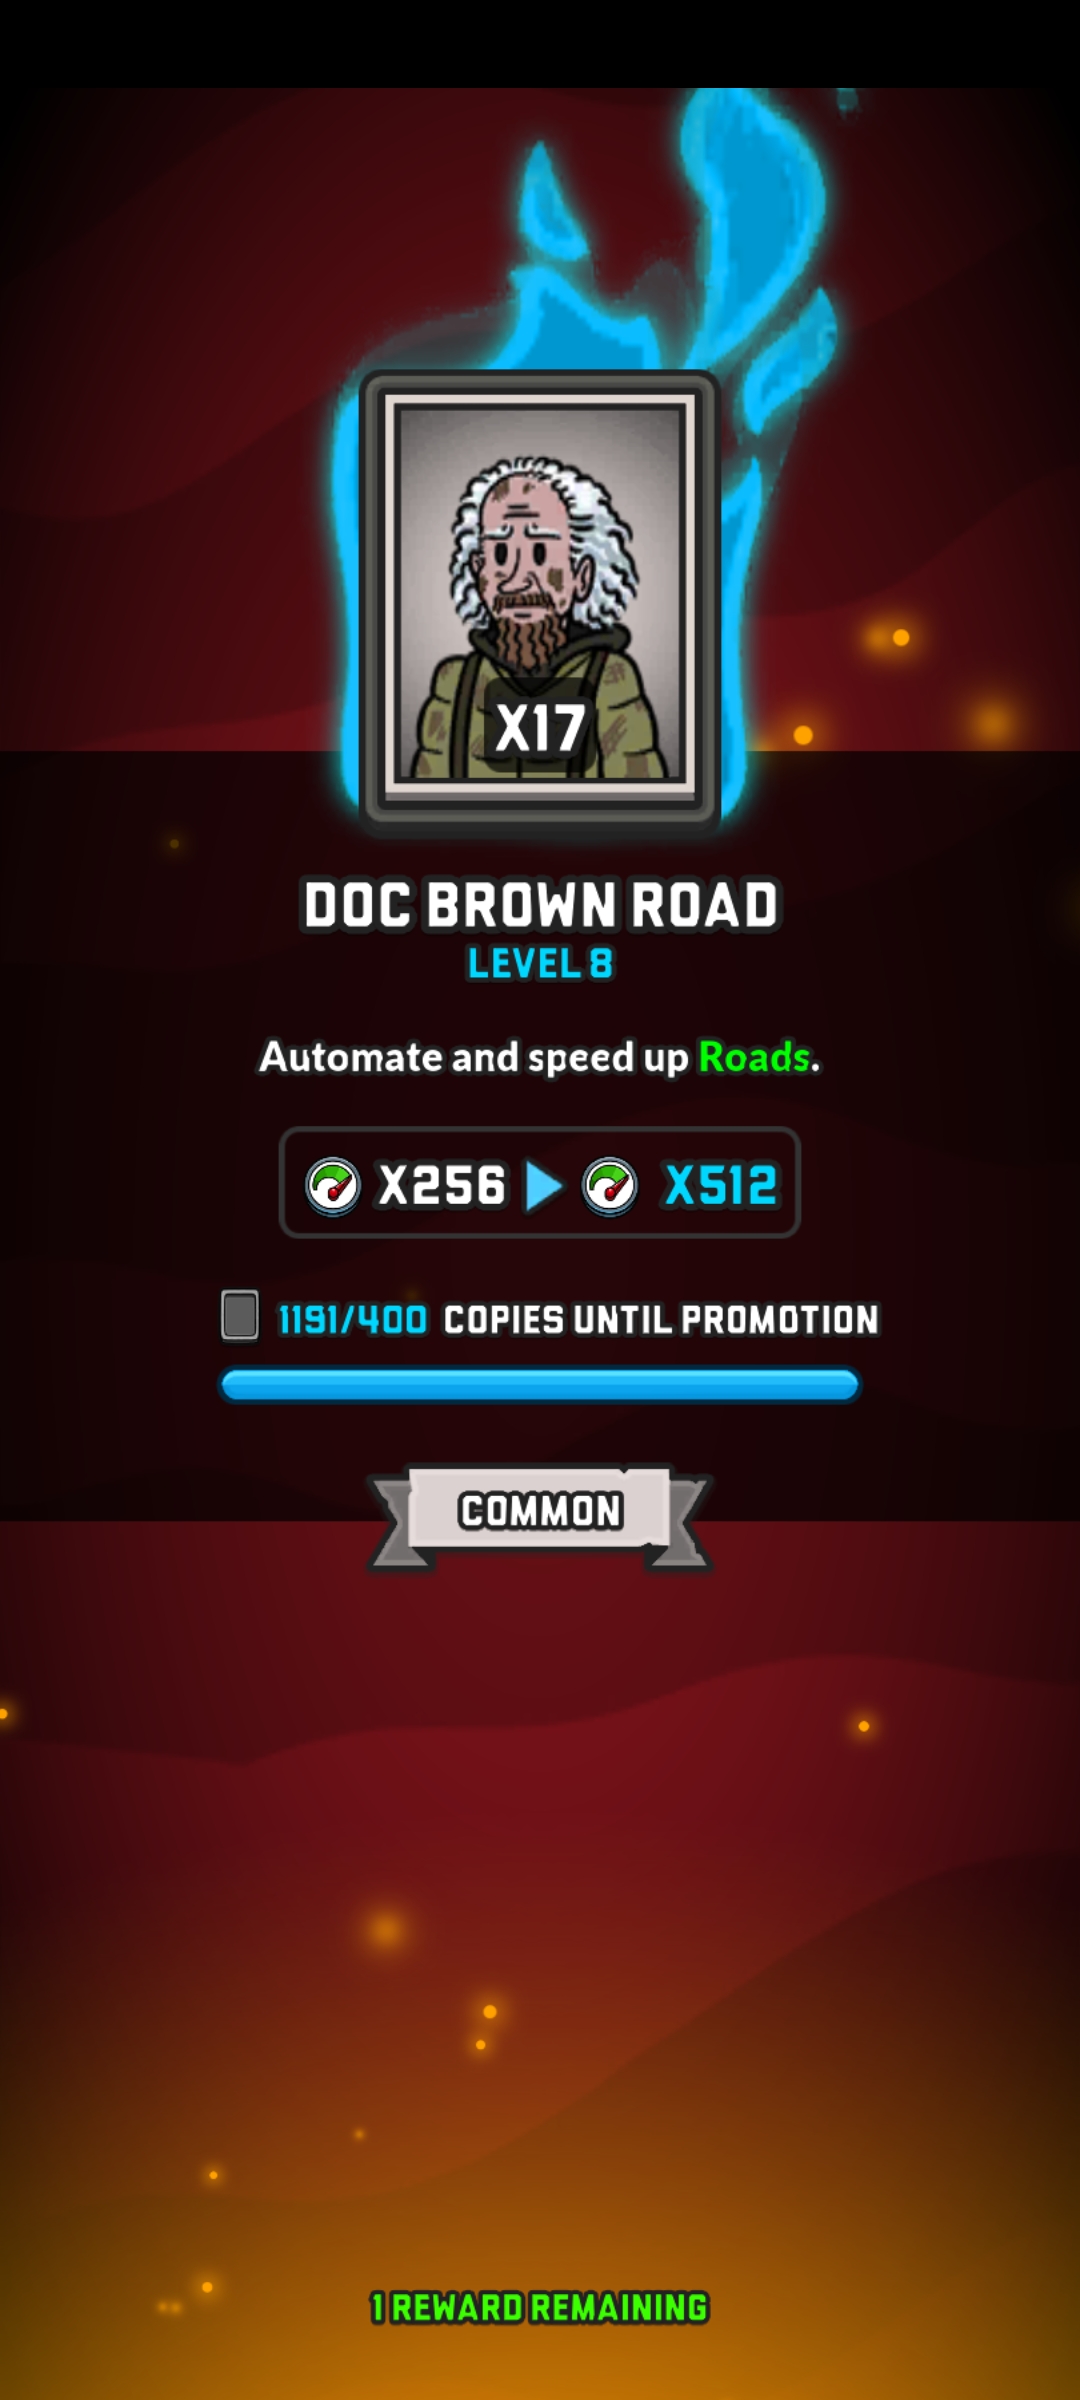 X17
DOC BROWN ROAD
LEVEL 8
Automate and speed up Roads.
X256 X512
1191/400 COPIES UNTIL PROMOTION
COMMON
1 REWARD REMAINING